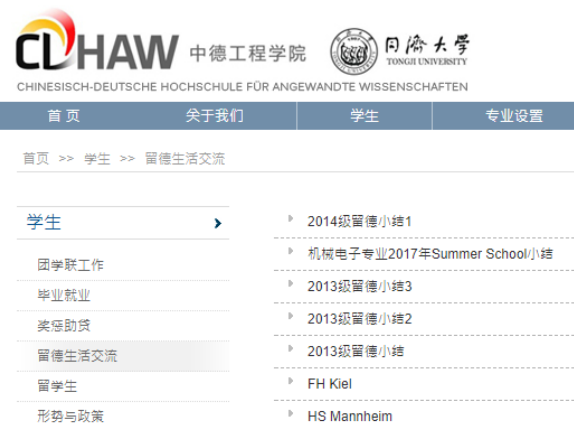 CDHAW 中德工程学院 同濟大学
TONGJI UNIVERSITY
CHINESISCH-DEUTSCHE HOCHSCHULE FÜR ANGEWANDTE WISSENSCHAFTEN
首 页 关于我们 学生 专业设置
首页 >> 学生 >> 留德生活交流
学生
团学联工作
毕业就业
奖惩助贷
留德生活交流
留学生
形势与政策
2014级留德小结1
机械电子专业2017年Summer School小结
2013级留德小结3
2013级留德小结2
2013级留德小结
FH Kiel
HS Mannheim